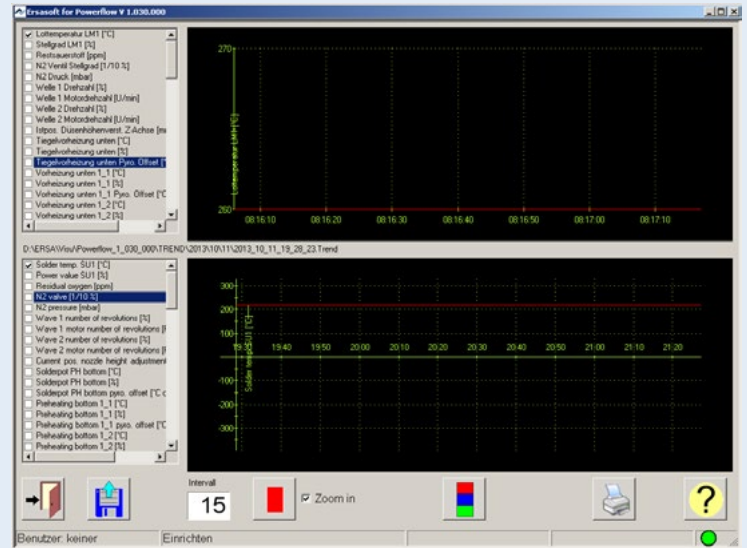 Ersasoft for Powerflow V 1.030.000
Lottemperatur LM1 [°C]
Stellgrad LM1 [%]
Restsauerstoff [ppm]
N2 Ventil Stellgrad [1/10 %]
N2 Druck [mbar]
Welle 1 Drehzahl [%]
Welle 1 Motordrehzahl [U/min]
Welle 2 Drehzahl [%]
Welle 2 Motordrehzahl [U/min]
Istpos. Düsenhöhenverst. Z-Achse [m
Tiegelvorheizung unten [°C]
Tiegelvorheizung unten [%]
Tiegelvorheizung unten Pyro. Offset [°
Vorheizung unten 1_1 [°C]
Vorheizung unten 1_1 [%]
Vorheizung unten 1_1 Pyro. Offset [°C
Vorheizung unten 1_2 [°C]
Vorheizung unten 1_2 [%]
270
Lottemperatur LM1 [°C]
260
08:16:10 08:16:20 08:16:30 08:16:40 08:16:50 08:17:00 08:17:10
D:\ERSA\Visu\Powerflow_1_030_000\TREND\2013\10\11\2013_10_11_19_28_23.Trend
Solder temp. SU1 [°C]
Power value SU1 [%]
Residual oxygen [ppm]
N2 valve [1/10 %]
N2 pressure [mbar]
Wave 1 number of revolutions [%]
Wave 1 motor number of revolutions [
Wave 2 number of revolutions [%]
Wave 2 motor number of revolutions [
Current pos. nozzle height adjustment
Solderpot PH bottom [°C]
Solderpot PH bottom [%]
Solderpot PH bottom pyro. offset [°C
Preheating bottom 1_1 [°C]
Preheating bottom 1_1 [%]
Preheating bottom 1_1 pyro. offset [°C
Preheating bottom 1_2 [°C]
Preheating bottom 1_2 [%]
300
200
100
-100
-200
-300
Solder temp. SU1 [°C]
19:40 19:50 20:00 20:10 20:20 20:30 20:40 20:50 21:00 21:10 21:20
Intervall
15
Zoom in
?
Benutzer: keiner
Einrichten